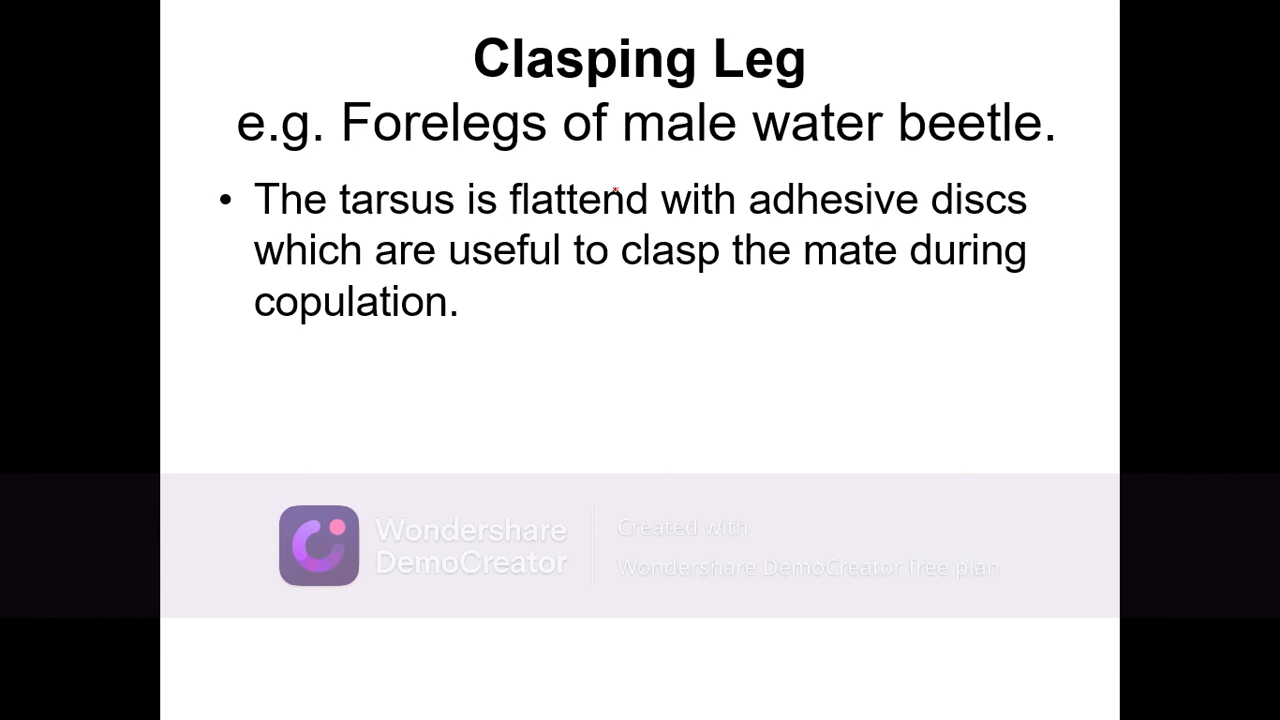 Clasping Leg
e.g. Forelegs of male water beetle.
• The tarsus is flattend with adhesive discs
which are useful to clasp the mate during
copulation.
Wondershare
DemoCreator
Created with
Wondershare DemoCreator free plan